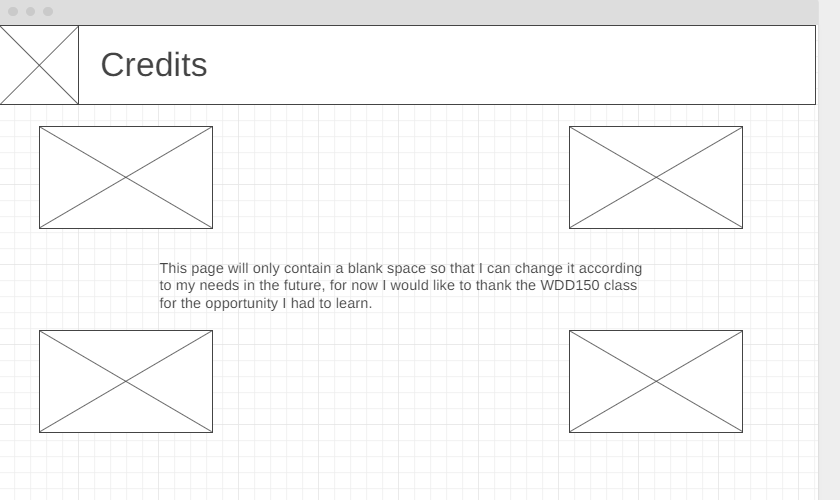 Credits
This page will only contain a blank space so that I can change it according
to my needs in the future, for now I would like to thank the WDD150 class
for the opportunity I had to learn.